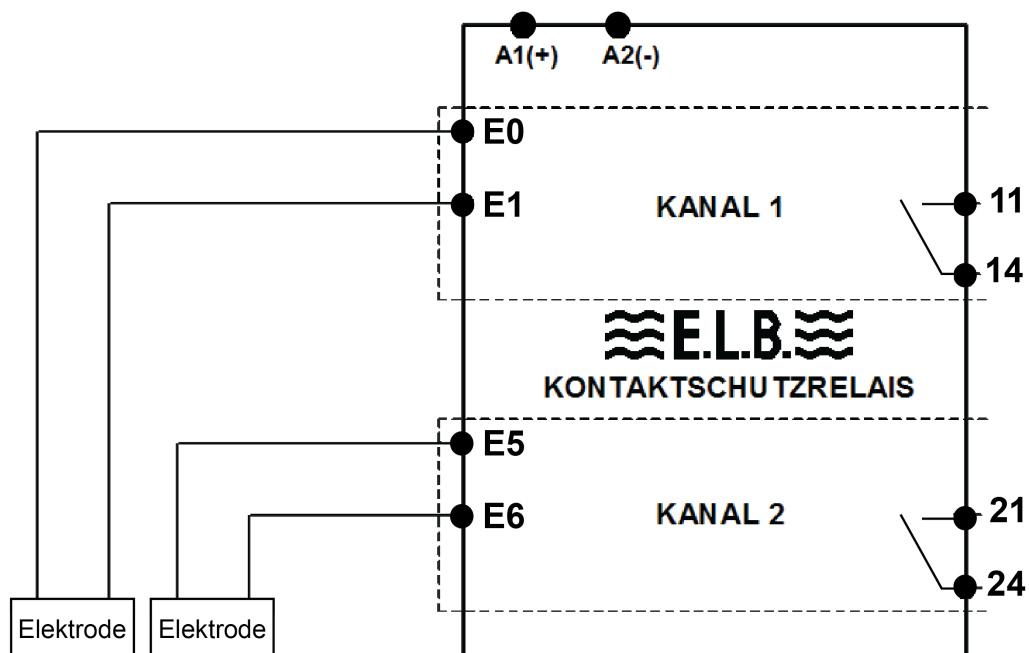 A1(+) A2(-)
E0
E1 KANAL 1 11
14
E.L.B.
KONTAKTSCHUTZRELAIS
E5
E6 KANAL 2 21
24
Elektrode Elektrode